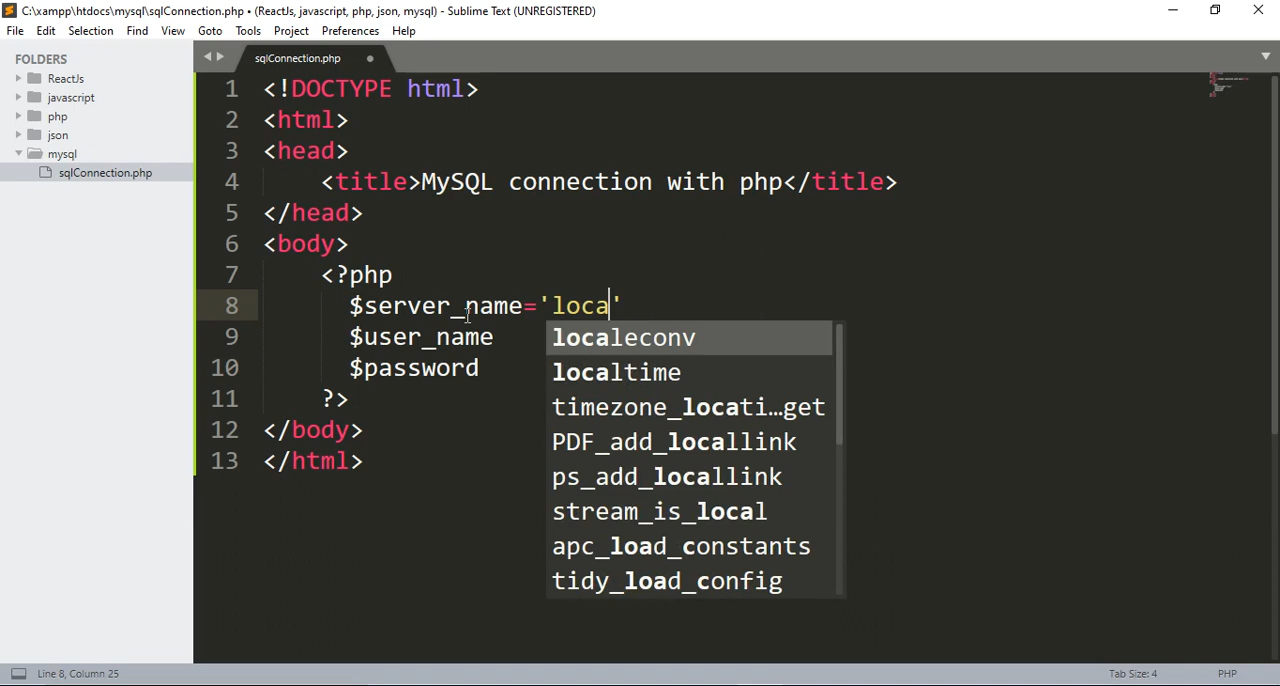 C:\xampp\htdocs\mysql\sqlConnection.php • (ReactJs, javascript, php, json, mysql) - Sublime Text (UNREGISTERED)
File Edit Selection Find View Goto Tools Project Preferences Help
FOLDERS
ReactJs
javascript
php
json
mysql
sqlConnection.php
sqlConnection.php
1 <!DOCTYPE html>
2 <html>
3 <head>
4 <title>MySQL connection with php</title>
5 </head>
6 <body>
7 <?php
8 $server_name='loca'
9 $user_name
10 $password
11 ?>
12 </body>
13 </html>
localeconv
localtime
timezone_locati…get
PDF_add_locallink
ps_add_locallink
stream_is_local
apc_load_constants
tidy_load_config
Line 8, Column 25
Tab Size: 4
PHP